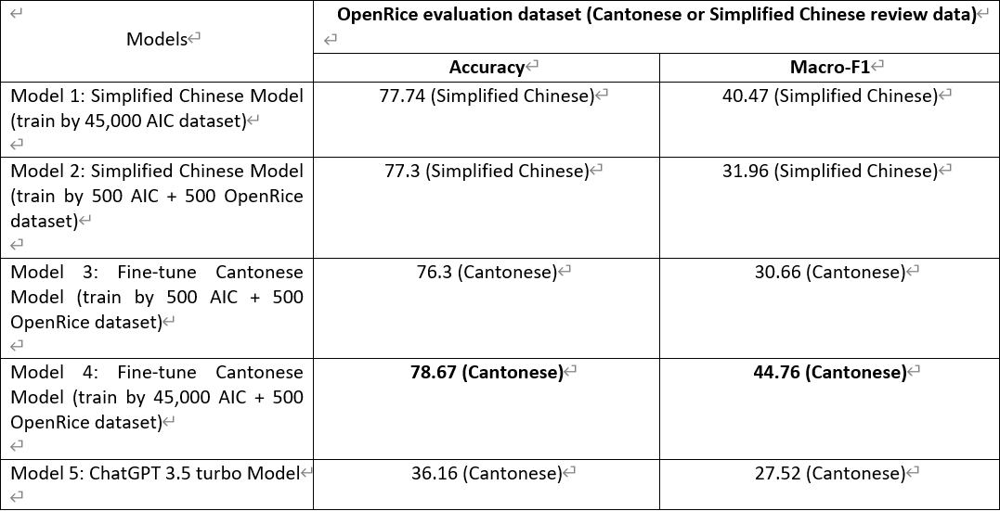 OpenRice evaluation dataset (Cantonese or Simplified Chinese review data)
Models
Accuracy
Macro-F1
Model 1: Simplified Chinese Model
(train by 45,000 AIC dataset)
77.74 (Simplified Chinese)
40.47 (Simplified Chinese)
Model 2: Simplified Chinese Model
(train by 500 AIC + 500 OpenRice
dataset)
77.3 (Simplified Chinese)
31.96 (Simplified Chinese)
Model 3: Fine-tune Cantonese
Model (train by 500 AIC + 500
OpenRice dataset)
76.3 (Cantonese)
30.66 (Cantonese)
Model 4: Fine-tune Cantonese
Model (train by 45,000 AIC + 500
OpenRice dataset)
78.67 (Cantonese)
44.76 (Cantonese)
Model 5: ChatGPT 3.5 turbo Model
36.16 (Cantonese)
27.52 (Cantonese)